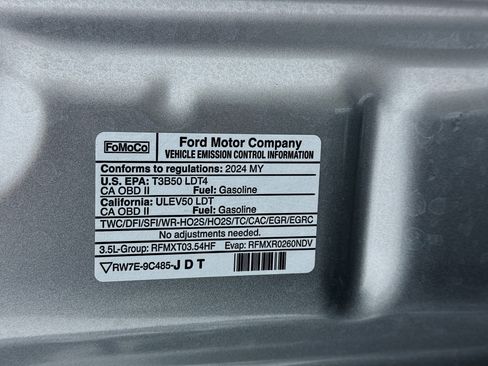 FoMoCo
Ford Motor Company
VEHICLE EMISSION CONTROL INFORMATION
Conforms to regulations: 2024 MY
U.S. EPA: T3B50 LDT4
CA OBD II Fuel: Gasoline
California: ULEV50 LDT
CA OBD II Fuel: Gasoline
TWC/DFI/SFI/WR-HO2S/HO2S/TC/CAC/EGR/EGRC
No adjustments needed.
3.5L-Group: RFMXT03.54HF Evap: RFMXR0260NDV
RW7E-9C485-JDT